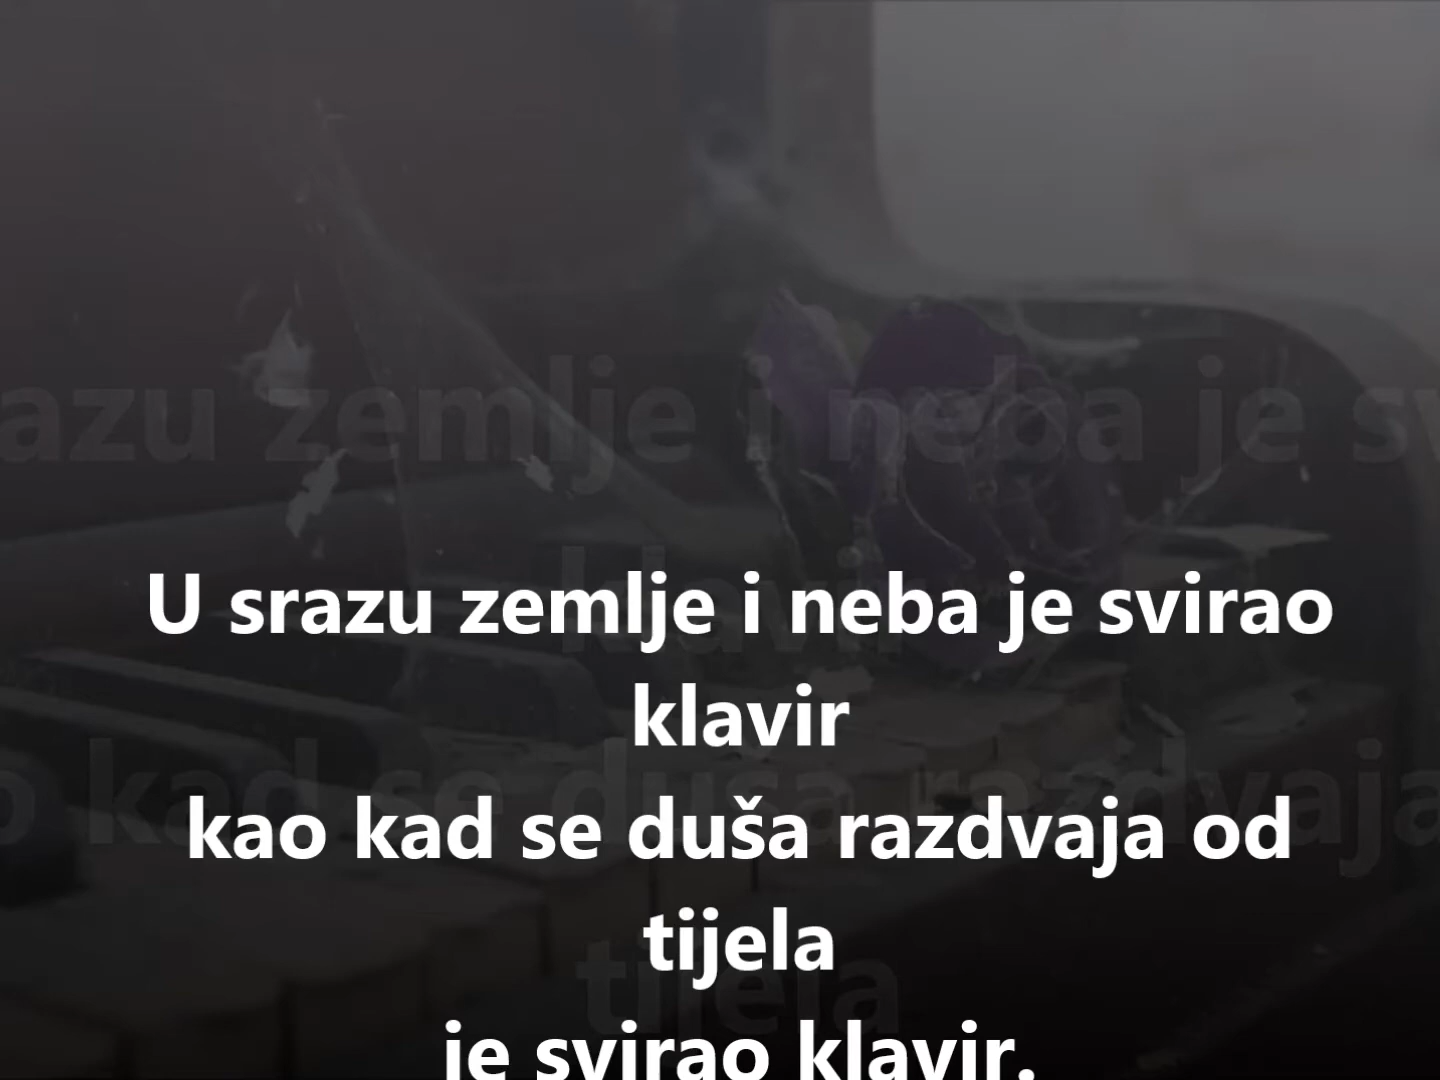 U srazu zemlje i neba je svirao
klavir
kao kad se duša razdvaja od
tijela
je svirao klavir.